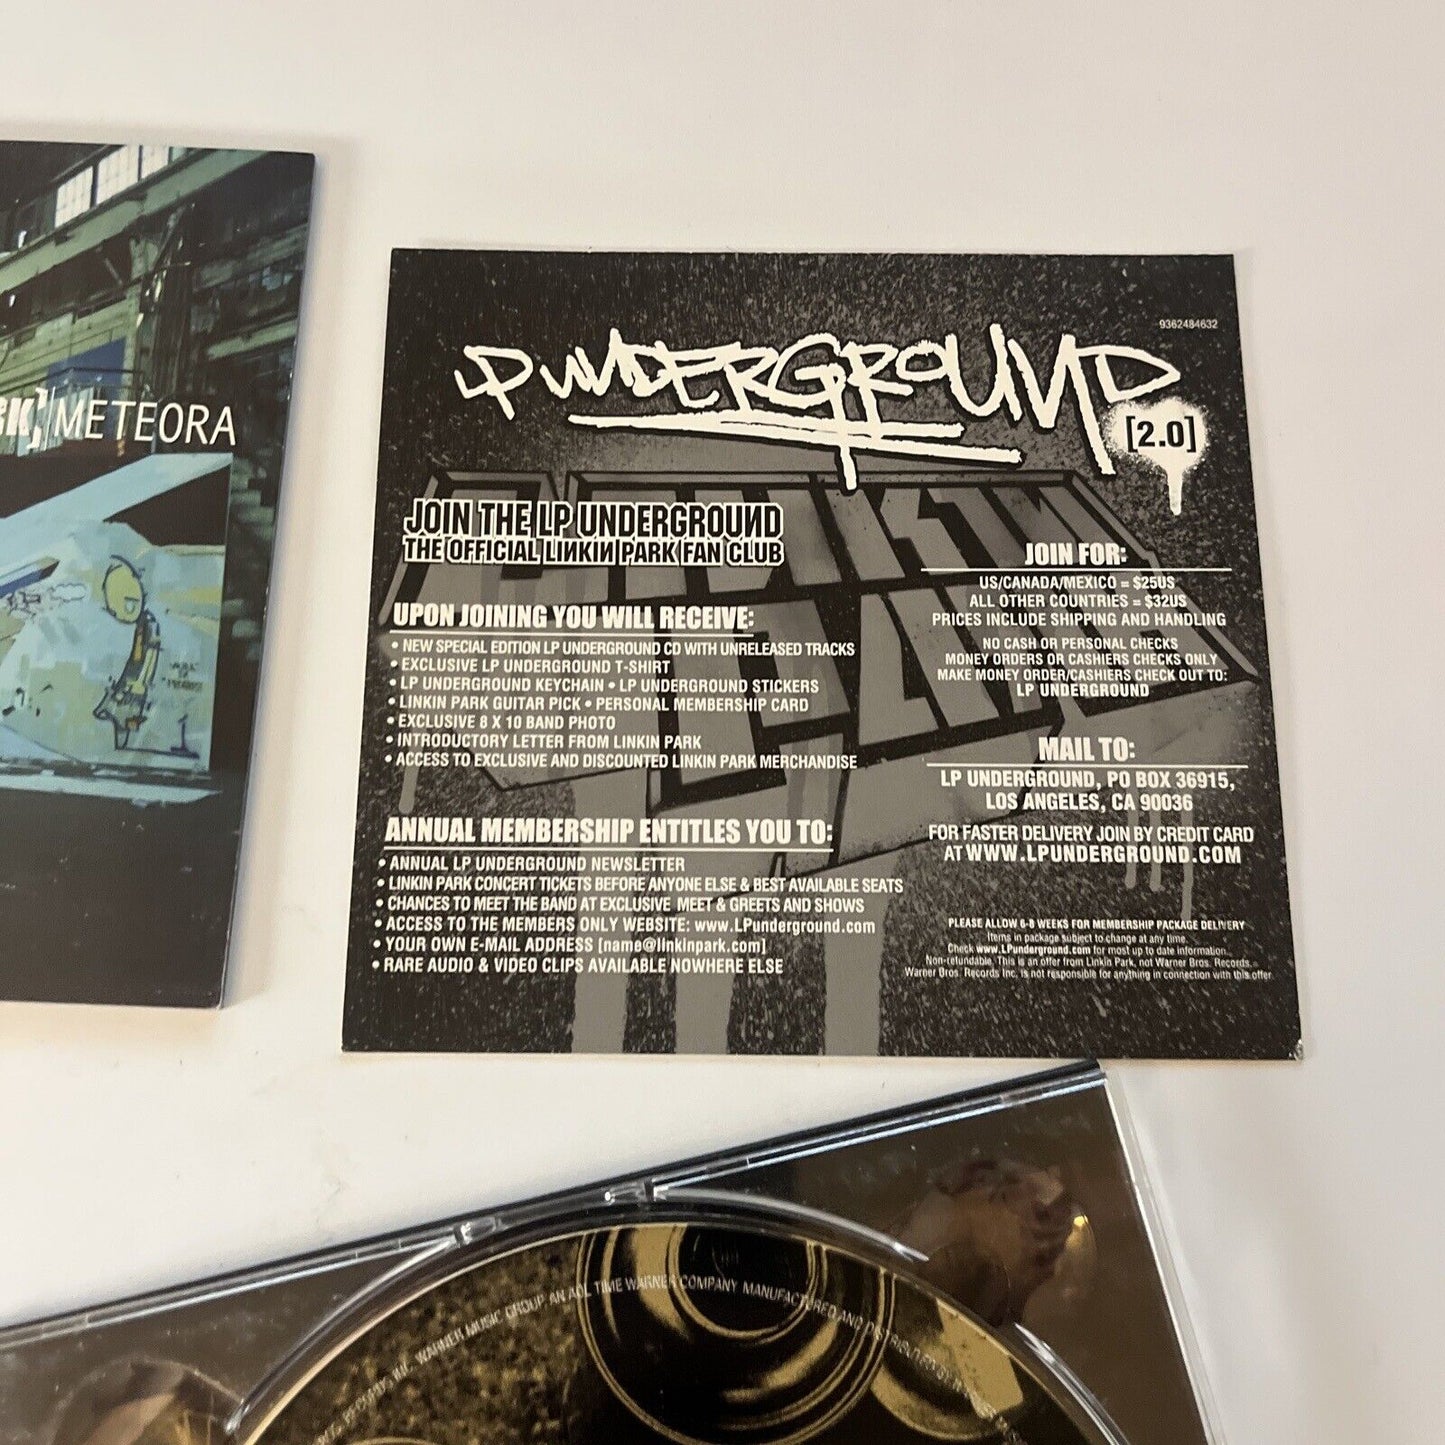 METEORA
9362484632
LP UNDERGROUND
[2.0]
JOIN THE LP UNDERGROUND
THE OFFICIAL LINKIN PARK FAN CLUB
UPON JOINING YOU WILL RECEIVE:
• NEW SPECIAL EDITION LP UNDERGROUND CD WITH UNRELEASED TRACKS
• EXCLUSIVE LP UNDERGROUND T-SHIRT
• LP UNDERGROUND KEYCHAIN • LP UNDERGROUND STICKERS
• LINKIN PARK GUITAR PICK • PERSONAL MEMBERSHIP CARD
• EXCLUSIVE 8 X 10 BAND PHOTO
• INTRODUCTORY LETTER FROM LINKIN PARK
• ACCESS TO EXCLUSIVE AND DISCOUNTED LINKIN PARK MERCHANDISE
ANNUAL MEMBERSHIP ENTITLES YOU TO:
• ANNUAL LP UNDERGROUND NEWSLETTER
• LINKIN PARK CONCERT TICKETS BEFORE ANYONE ELSE & BEST AVAILABLE SEATS
• CHANCES TO MEET THE BAND AT EXCLUSIVE MEET & GREETS AND SHOWS
• ACCESS TO THE MEMBERS ONLY WEBSITE: www.LPunderground.com
• YOUR OWN E-MAIL ADDRESS [name@linkinpark.com]
• RARE AUDIO & VIDEO CLIPS AVAILABLE NOWHERE ELSE
JOIN FOR:
US/CANADA/MEXICO = $25US
ALL OTHER COUNTRIES = $32US
PRICES INCLUDE SHIPPING AND HANDLING
NO CASH OR PERSONAL CHECKS
MONEY ORDERS OR CASHIERS CHECKS ONLY
MAKE MONEY ORDER/CASHIERS CHECK OUT TO:
LP UNDERGROUND
MAIL TO:
LP UNDERGROUND, PO BOX 36915,
LOS ANGELES, CA 90036
FOR FASTER DELIVERY JOIN BY CREDIT CARD
AT WWW.LPUNDERGROUND.COM
PLEASE ALLOW 6-8 WEEKS FOR MEMBERSHIP PACKAGE DELIVERY
Items in package subject to change at any time.
Check www.LPunderground.com for most up to date information.
Non-refundable. This is an offer from Linkin Park, not Warner Bros. Records.
Warner Bros. Records Inc. is not responsible for anything in connection with this offer.
RECORDS INC. WARNER MUSIC GROUP AN AOL TIME WARNER COMPANY MANUFACTURED AND DISTRIBUTED BY